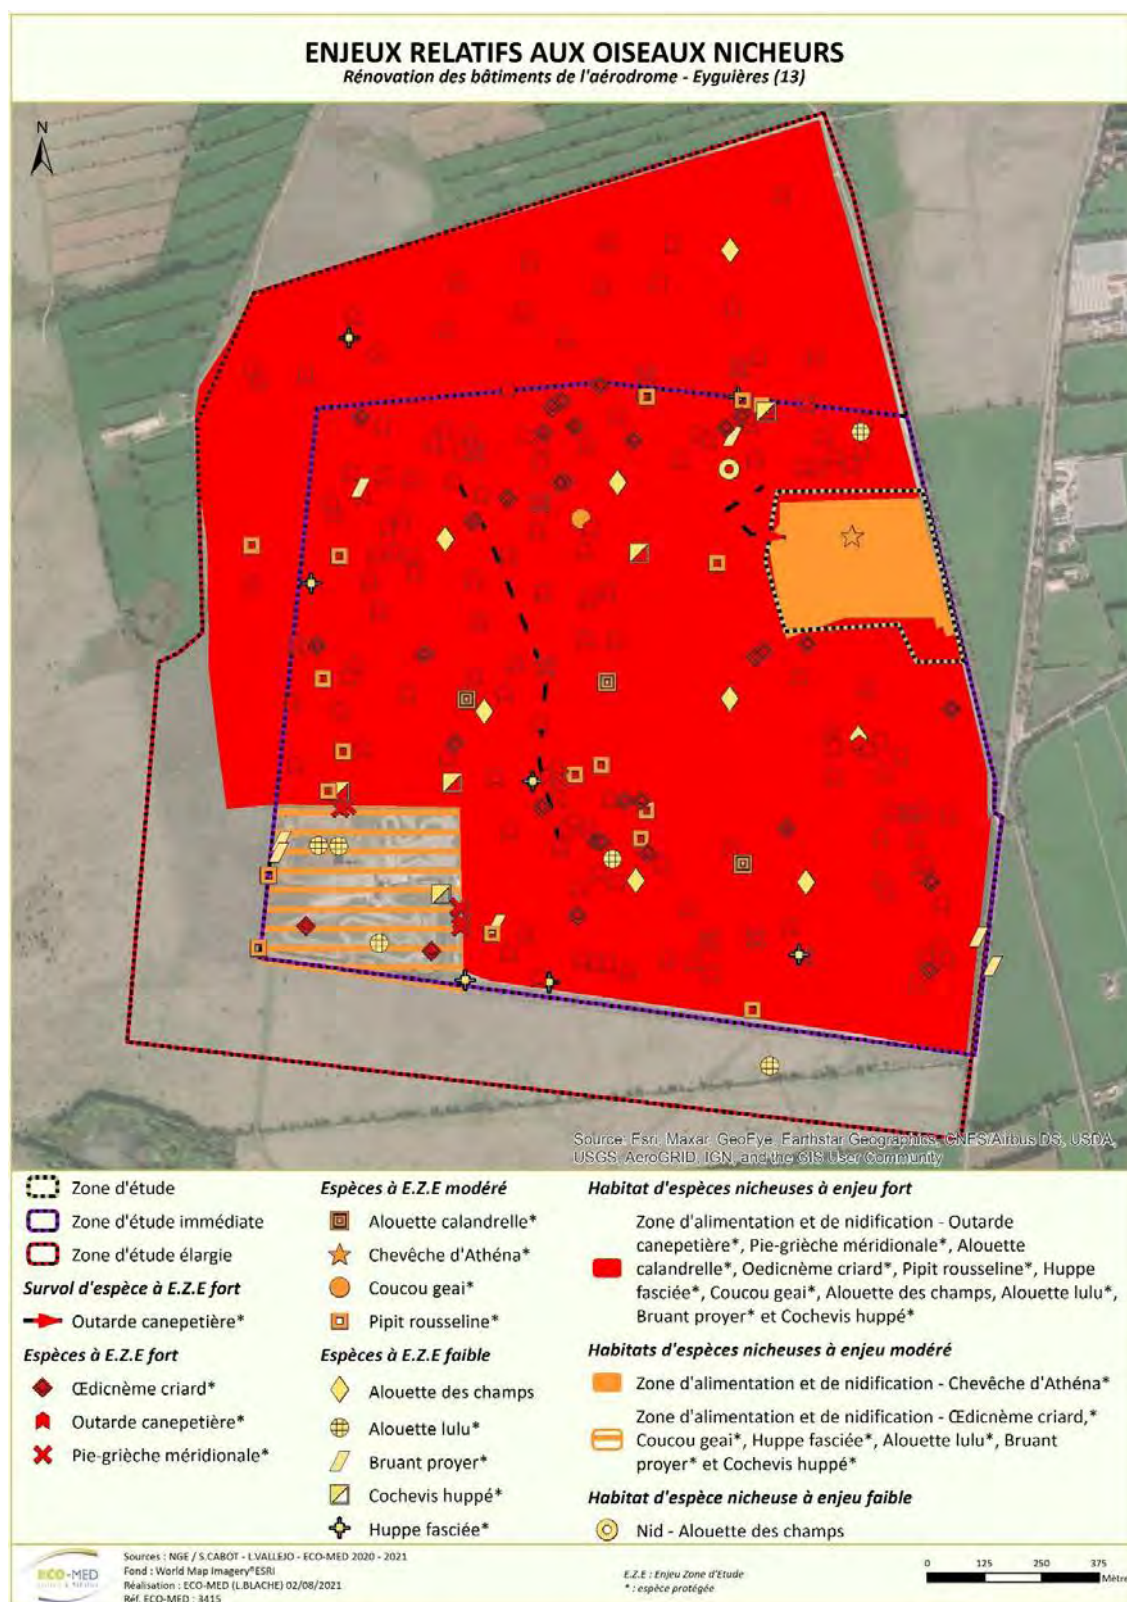 ENJEUX RELATIFS AUX OISEAUX NICHEURS
Rénovation des bâtiments de l'aérodrome - Eyguières (13)
N
Source: Esri, Maxar, GeoEye, Earthstar Geographics, CNES/Airbus DS, USDA,
USGS, AeroGRID, IGN, and the GIS User Community
Zone d'étude
Zone d'étude immédiate
Zone d'étude élargie
Survol d'espèce à E.Z.E fort
Outarde canepetière*
Espèces à E.Z.E fort
Œdicnème criard*
Outarde canepetière*
Pie-grièche méridionale*
Espèces à E.Z.E modéré
Alouette calandrelle*
Chevêche d'Athéna*
Coucou geai*
Pipit rousseline*
Espèces à E.Z.E faible
Alouette des champs
Alouette lulu*
Bruant proyer*
Cochevis huppé*
Huppe fasciée*
Habitat d'espèces nicheuses à enjeu fort
Zone d'alimentation et de nidification - Outarde
canepetière*, Pie-grièche méridionale*, Alouette
calandrelle*, Oedicnème criard*, Pipit rousseline*, Huppe
fasciée*, Coucou geai*, Alouette des champs, Alouette lulu*,
Bruant proyer* et Cochevis huppé*
Habitats d'espèces nicheuses à enjeu modéré
Zone d'alimentation et de nidification - Chevêche d'Athéna*
Zone d'alimentation et de nidification - Œdicnème criard,*
Coucou geai*, Huppe fasciée*, Alouette lulu*, Bruant
proyer* et Cochevis huppé*
Habitat d'espèce nicheuse à enjeu faible
Nid - Alouette des champs
ECO-MED
Sources : NGE / S.CABOT - L.VALLEJO - ECO-MED 2020 - 2021
Fond : World Map Imagery®ESRI
Réalisation : ECO-MED (L.BLACHE) 02/08/2021
Réf. ECO-MED : 3415
E.Z.E : Enjeu Zone d'Etude
* : espèce protégée
0 125 250 375
Mètres